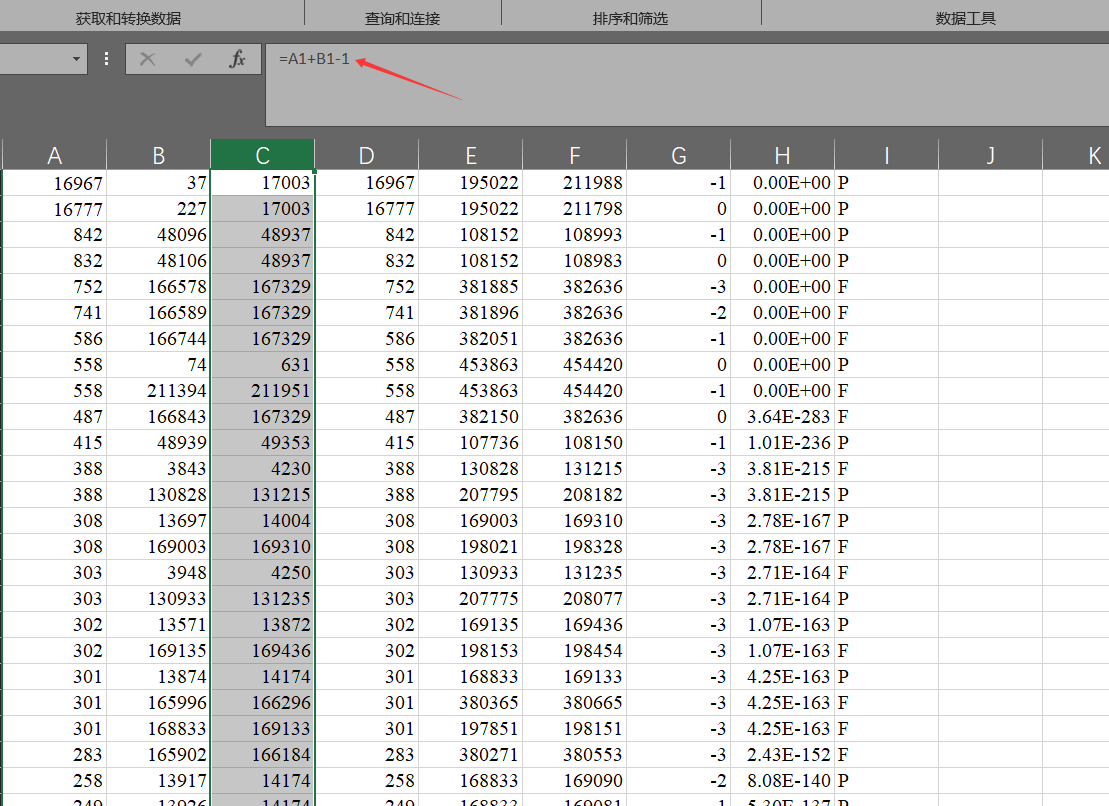 获取和转换数据 查询和连接 排序和筛选 数据工具
fx =A1+B1-1
A B C D E F G H I J K
16967 37 17003 16967 195022 211988 -1 0.00E+00 P
16777 227 17003 16777 195022 211798 0 0.00E+00 P
842 48096 48937 842 108152 108993 -1 0.00E+00 P
832 48106 48937 832 108152 108983 0 0.00E+00 P
752 166578 167329 752 381885 382636 -3 0.00E+00 F
741 166589 167329 741 381896 382636 -2 0.00E+00 F
586 166744 167329 586 382051 382636 -1 0.00E+00 F
558 74 631 558 453863 454420 0 0.00E+00 P
558 211394 211951 558 453863 454420 -1 0.00E+00 F
487 166843 167329 487 382150 382636 0 3.64E-283 F
415 48939 49353 415 107736 108150 -1 1.01E-236 P
388 3843 4230 388 130828 131215 -3 3.81E-215 F
388 130828 131215 388 207795 208182 -3 3.81E-215 P
308 13697 14004 308 169003 169310 -3 2.78E-167 P
308 169003 169310 308 198021 198328 -3 2.78E-167 F
303 3948 4250 303 130933 131235 -3 2.71E-164 F
303 130933 131235 303 207775 208077 -3 2.71E-164 P
302 13571 13872 302 169135 169436 -3 1.07E-163 P
302 169135 169436 302 198153 198454 -3 1.07E-163 F
301 13874 14174 301 168833 169133 -3 4.25E-163 P
301 165996 166296 301 380365 380665 -3 4.25E-163 F
301 168833 169133 301 197851 198151 -3 4.25E-163 F
283 165902 166184 283 380271 380553 -3 2.43E-152 F
258 13917 14174 258 168833 169090 -2 8.08E-140 P
249 13926 14174 249 168833 169081 -1 5.30E-137 P